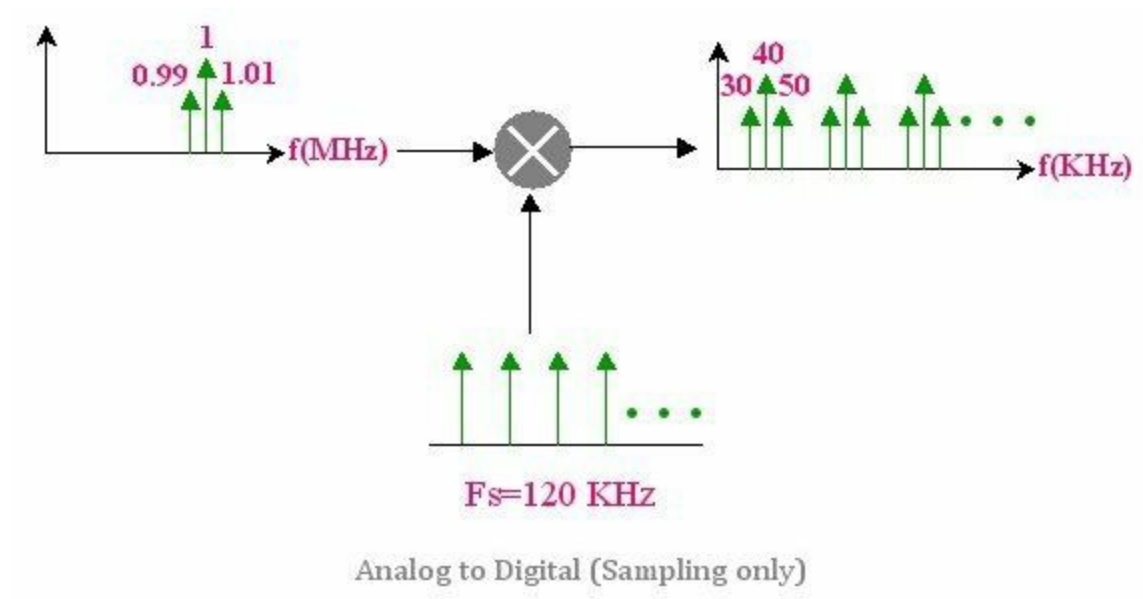 1
0.99
1.01
f(MHz)
40
30
50
f(KHz)
Fs=120 KHz
Analog to Digital (Sampling only)